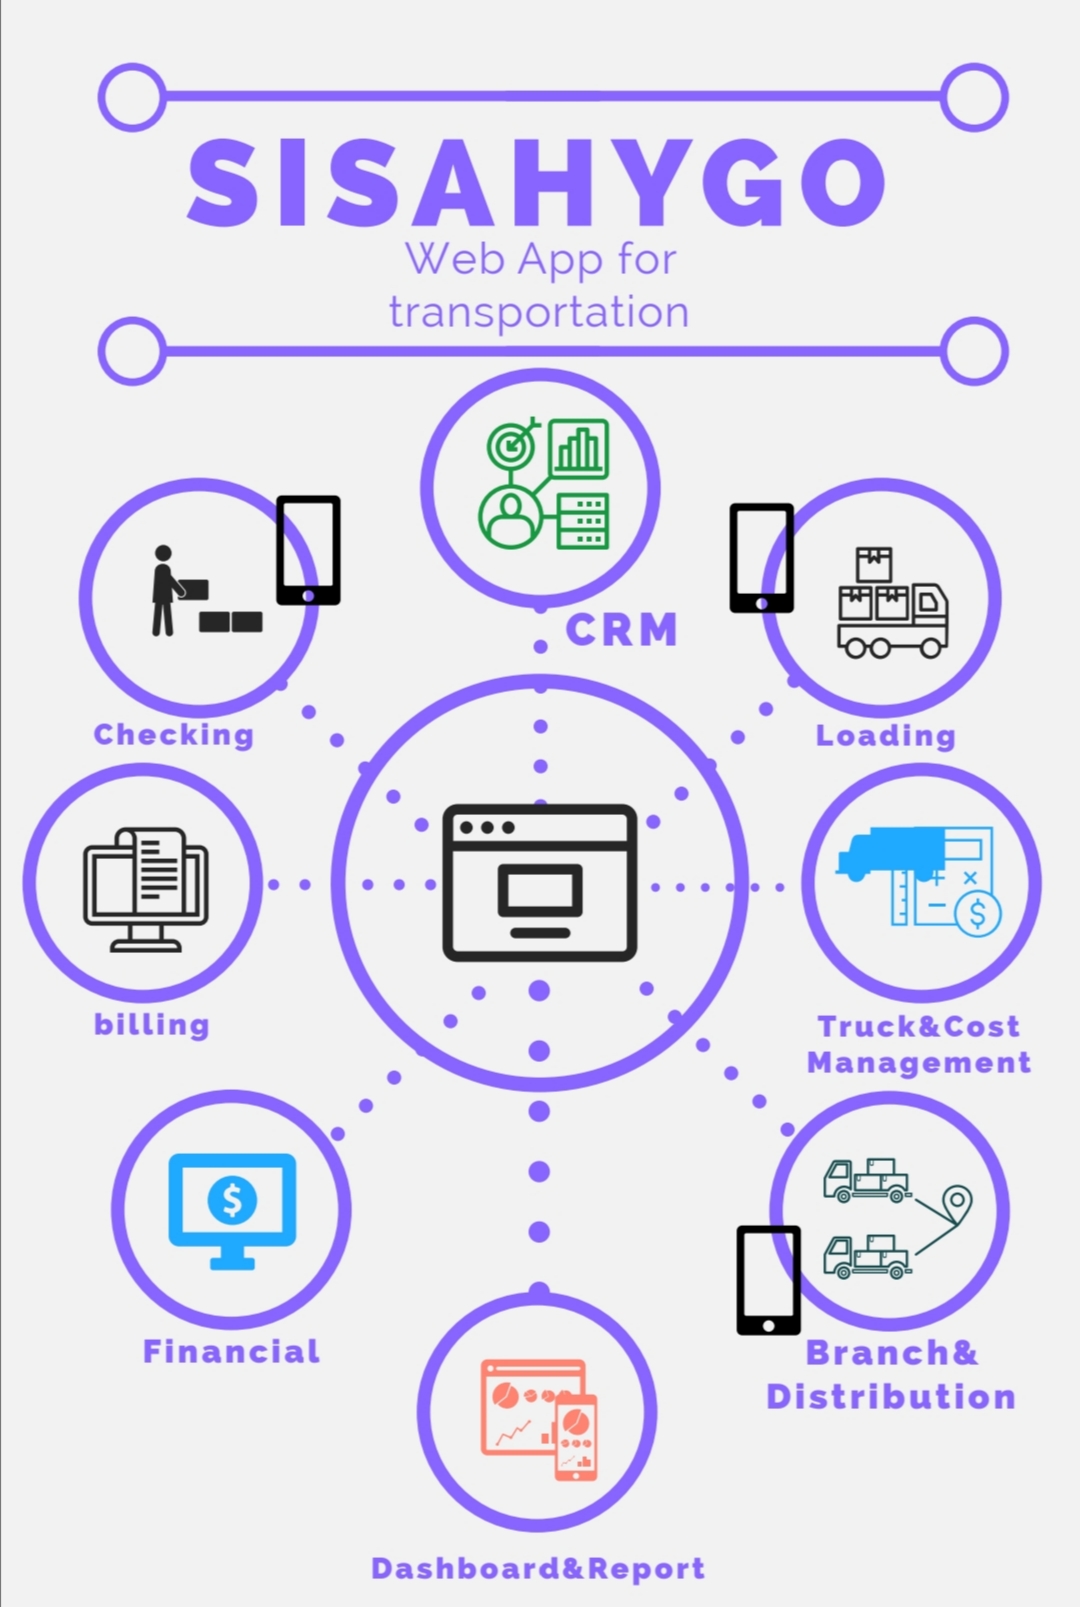 SISAHYGO
Web App for
transportation
CRM
Checking
Loading
billing
Truck&Cost
Management
Financial
Branch&
Distribution
Dashboard&Report